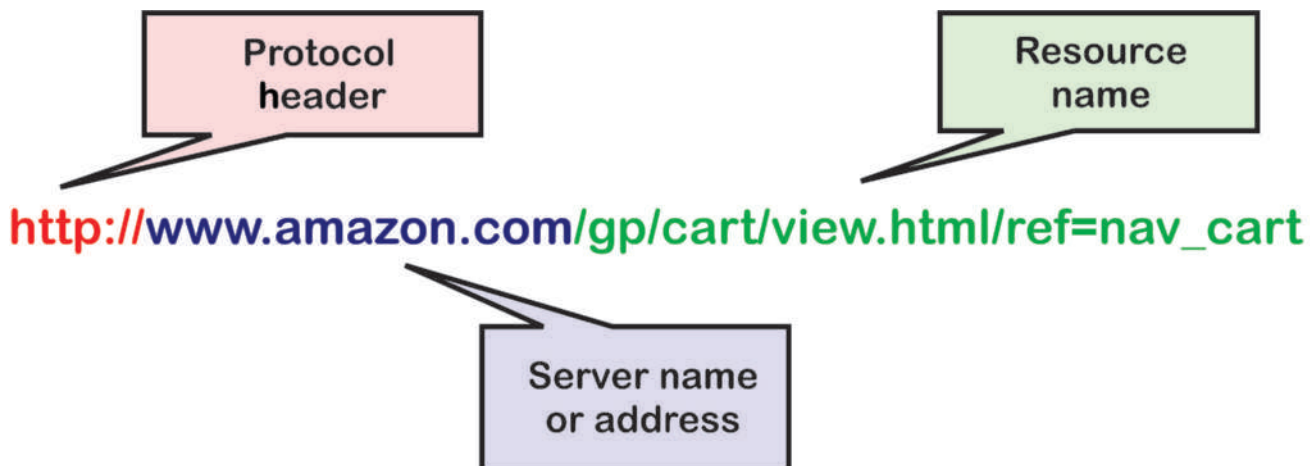 Protocol
header
Resource
name
http://www.amazon.com/gp/cart/view.html/ref=nav_cart
Server name
or address